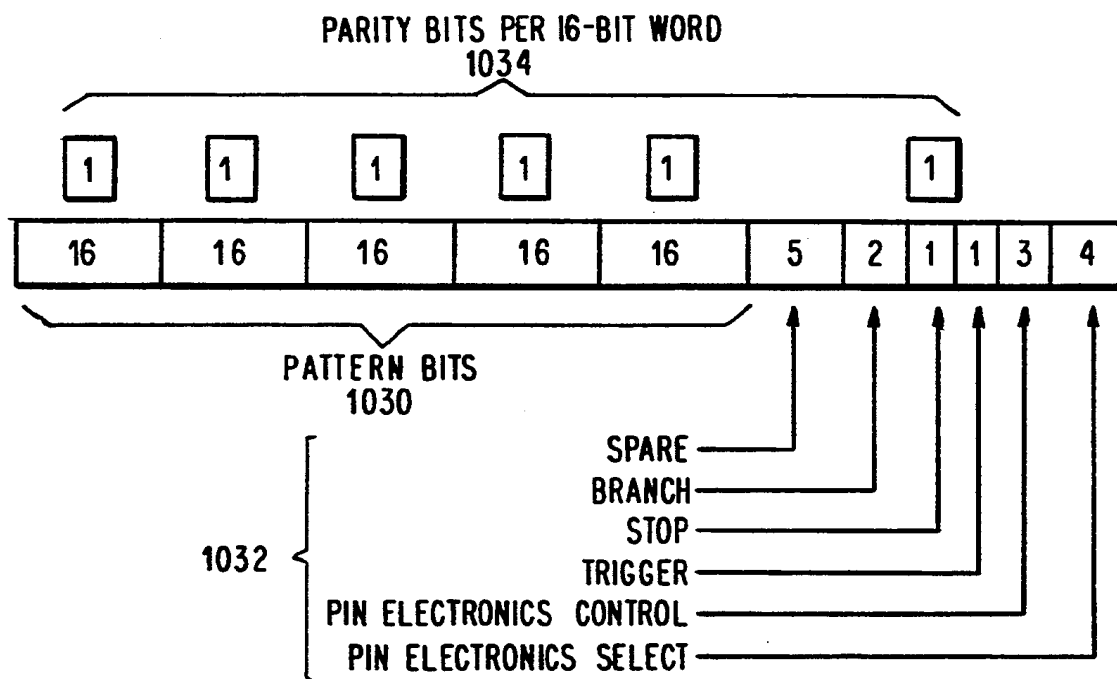 PARITY BITS PER 16-BIT WORD
1034
1 1 1 1 1 1
16 16 16 16 16 5 2 1 1 3 4
PATTERN BITS
1030
SPARE
BRANCH
STOP
1032
TRIGGER
PIN ELECTRONICS CONTROL
PIN ELECTRONICS SELECT